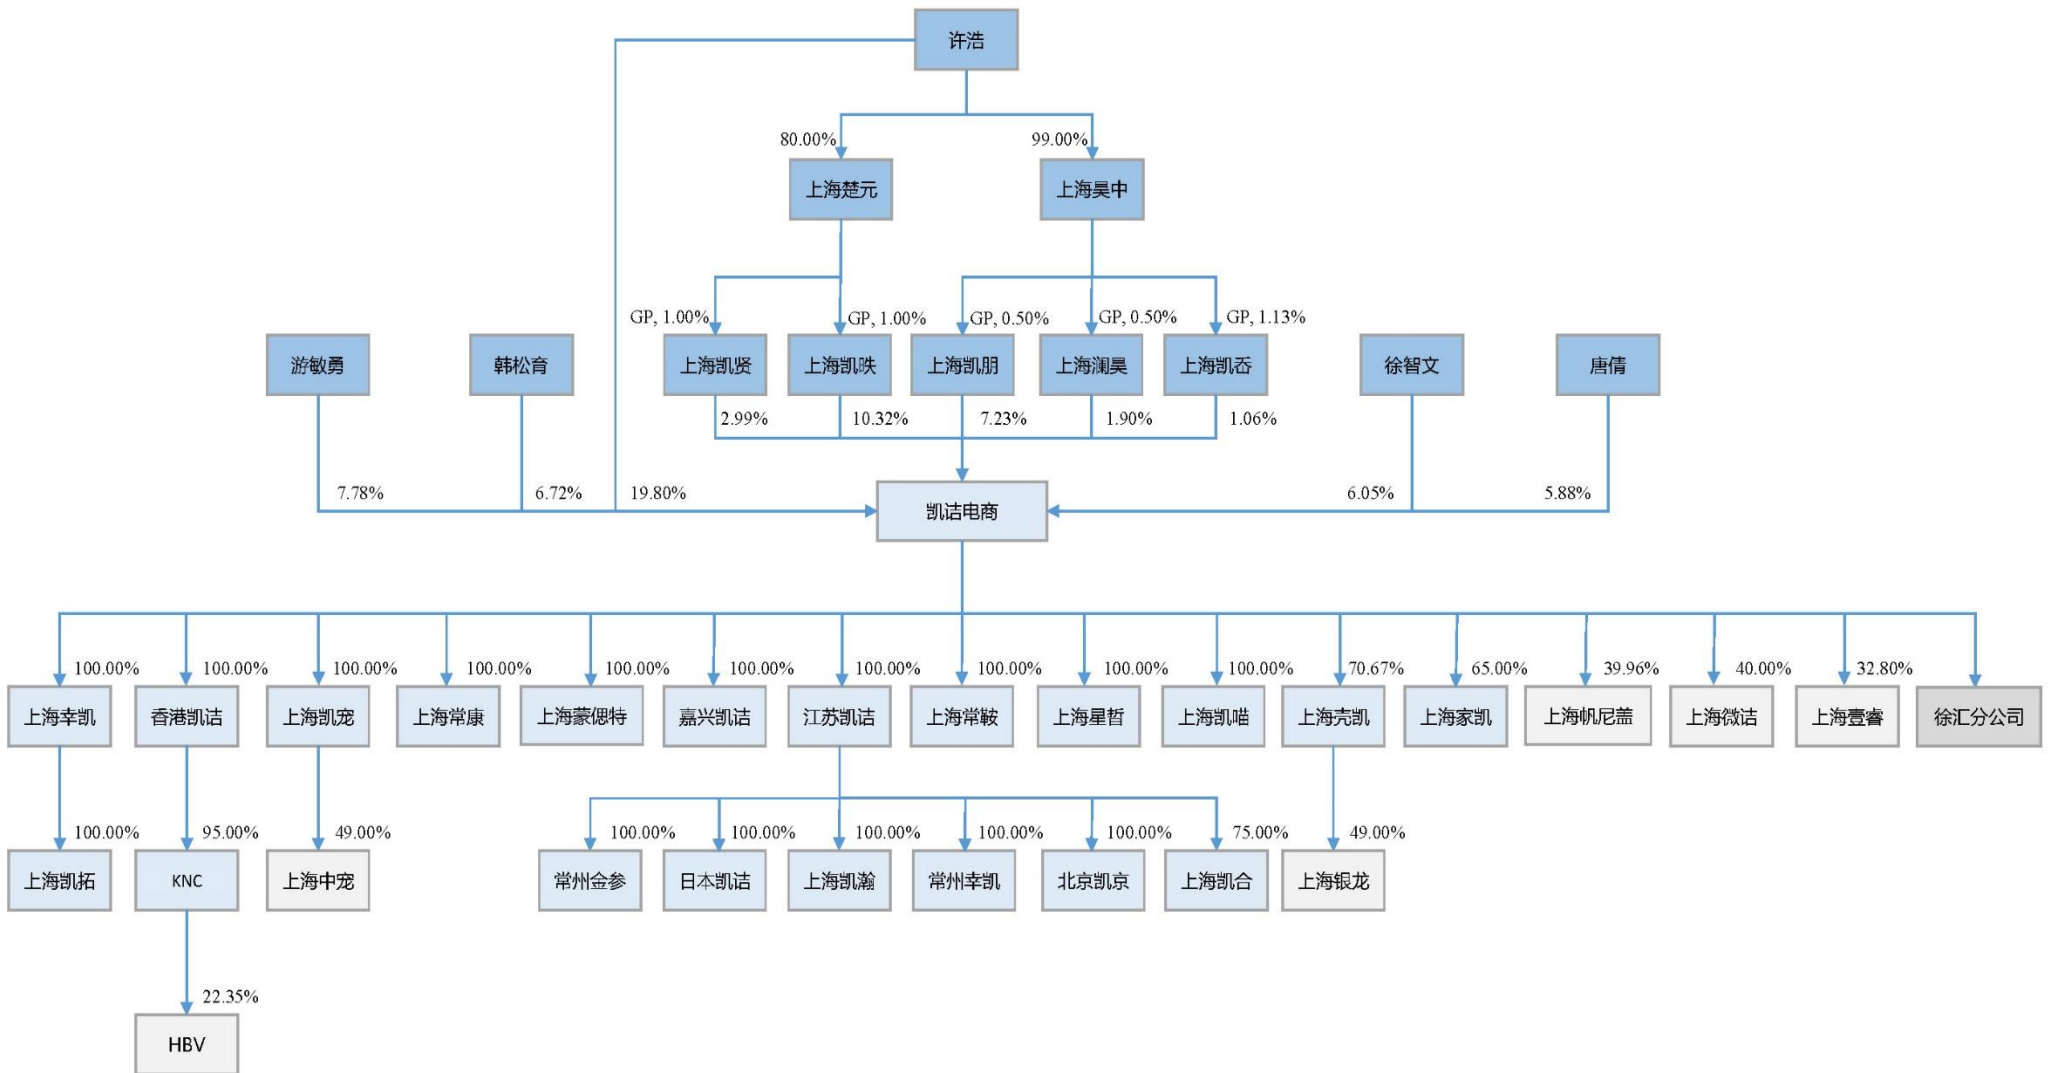 许浩
80.00%
99.00%
上海楚元
上海昊中
GP, 1.00%
GP, 1.00%
GP, 0.50%
GP, 0.50%
GP, 1.13%
游敏勇
韩松育
上海凯贤
上海凯昳
上海凯朋
上海澜昊
上海凯岙
徐智文
唐倩
2.99%
10.32%
7.23%
1.90%
1.06%
7.78%
6.72%
19.80%
6.05%
5.88%
凯诘电商
100.00%
100.00%
100.00%
100.00%
100.00%
100.00%
100.00%
100.00%
100.00%
100.00%
70.67%
65.00%
39.96%
40.00%
32.80%
上海幸凯
香港凯诘
上海凯宠
上海常康
上海蒙偲特
嘉兴凯诘
江苏凯诘
上海常鞍
上海星哲
上海凯喵
上海壳凯
上海家凯
上海帆尼盖
上海微诘
上海壹睿
徐汇分公司
100.00%
95.00%
49.00%
100.00%
100.00%
100.00%
100.00%
100.00%
75.00%
49.00%
上海凯拓
KNC
上海中宠
常州金参
日本凯诘
上海凯瀚
常州幸凯
北京凯京
上海凯合
上海银龙
22.35%
HBV